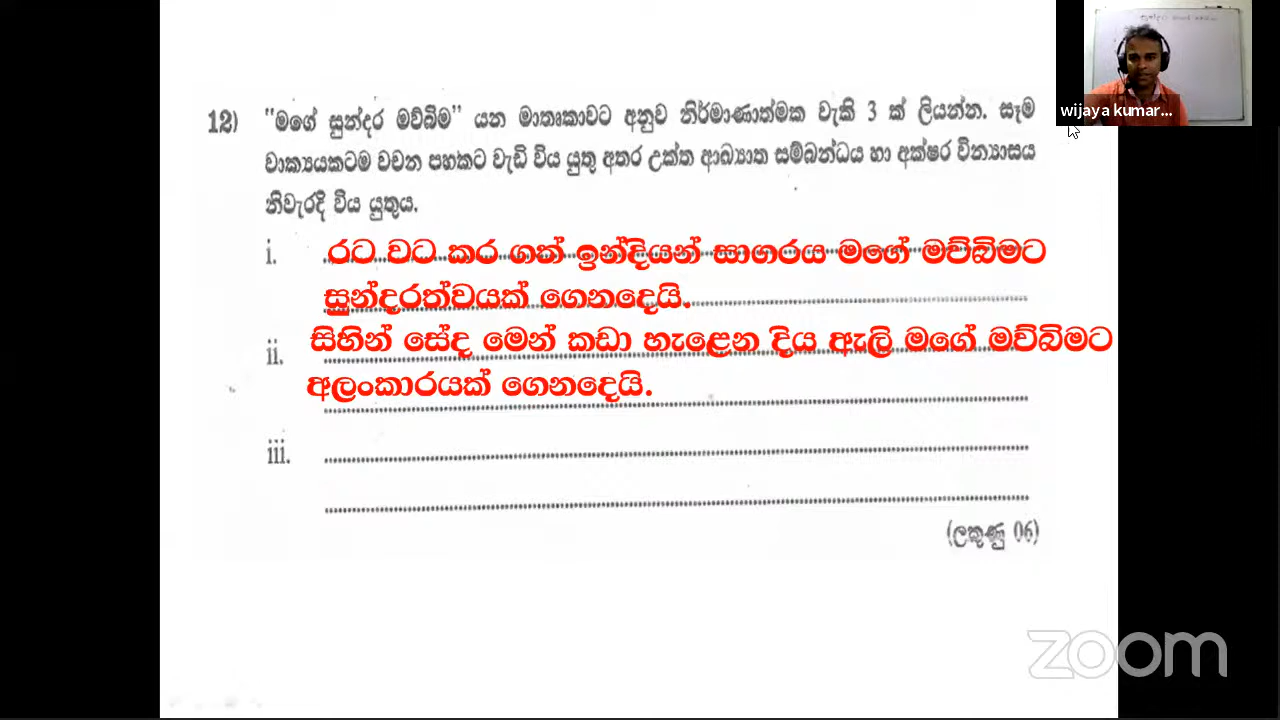 wijaya kumar...
12) "මගේ සුන්දර මව්බිම" යන මාතෘකාවට අනුව නිර්මාණාත්මක වැකි 3 ක් ලියන්න. සෑම
වාක්‍යයකටම වචන පහකට වැඩි විය යුතු අතර උක්ත ආඛ්‍යාත සම්බන්ධය හා අක්ෂර වින්‍යාසය
නිවැරදි විය යුතුය.
i. රට වට කර ගත් ඉන්දියන් සාගරය මගේ මව්බිමට
සුන්දරත්වයක් ගෙනදෙයි.
ii. සිහින් සේද මෙන් කඩා හැළෙන දිය ඇලි මගේ මව්බිමට
අලංකාරයක් ගෙනදෙයි.
iii.
(ලකුණු 06)
zoom